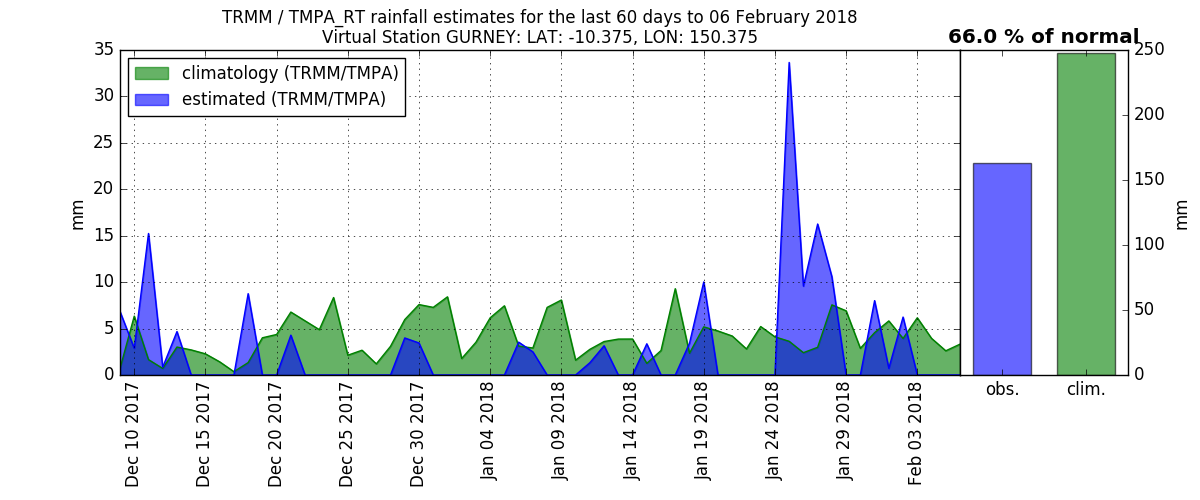 TRMM / TMPA_RT rainfall estimates for the last 60 days to 06 February 2018
Virtual Station GURNEY: LAT: -10.375, LON: 150.375
66.0 % of normal
climatology (TRMM/TMPA)
estimated (TRMM/TMPA)
mm
35
30
25
20
15
10
5
0
Dec 10 2017
Dec 15 2017
Dec 20 2017
Dec 25 2017
Dec 30 2017
Jan 04 2018
Jan 09 2018
Jan 14 2018
Jan 19 2018
Jan 24 2018
Jan 29 2018
Feb 03 2018
obs.
clim.
250
200
150
100
50
0
mm